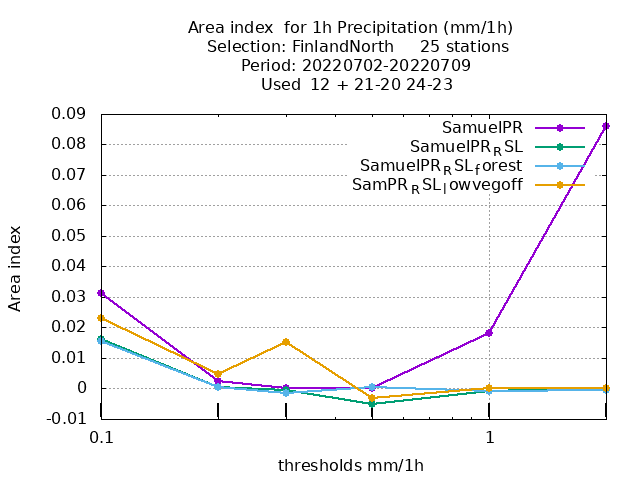 Area index  for 1h Precipitation (mm/1h)
Selection: FinlandNorth     25 stations
Period: 20220702-20220709
Used 12 + 21-20 24-23
SamuelPR
SamuelPR_RSL
SamuelPR_RSL_forest
SamPR_RSL_lowvegoff
0.09
0.08
0.07
0.06
0.05
0.04
0.03
0.02
0.01
0
-0.01
Area index
0.1
1
thresholds mm/1h